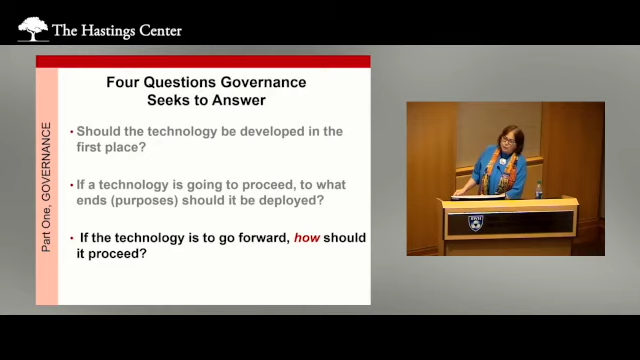 The Hastings Center
Four Questions Governance
Seeks to Answer
• Should the technology be developed in the
first place?
• If a technology is going to proceed, to what
ends (purposes) should it be deployed?
• If the technology is to go forward, how should
it proceed?
Part One, GOVERNANCE